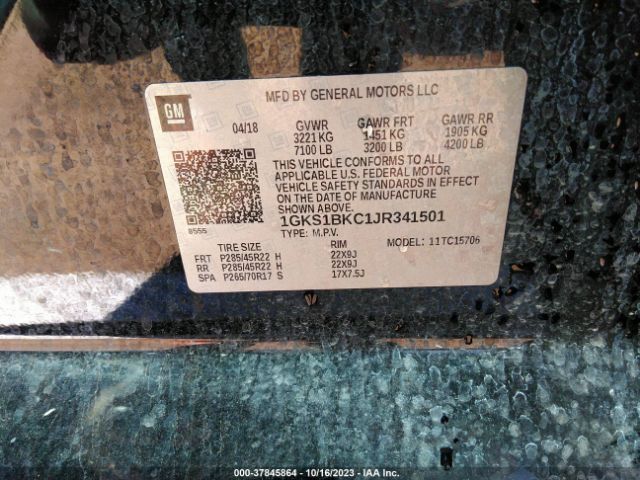 MFD BY GENERAL MOTORS LLC
GM
04/18 GVWR GAWR FRT GAWR RR
3221 KG 1451 KG 1905 KG
7100 LB 3200 LB 4200 LB
THIS VEHICLE CONFORMS TO ALL
APPLICABLE U.S. FEDERAL MOTOR
VEHICLE SAFETY STANDARDS IN EFFECT
ON THE DATE OF MANUFACTURE
SHOWN ABOVE.
1GKS1BKC1JR341501
8555 TYPE: M.P.V. MODEL: 11TC15706
TIRE SIZE RIM
FRT P285/45R22 H 22X9J
RR P285/45R22 H 22X9J
SPA P265/70R17 S 17X7.5J
000-37845864 | 10/16/2023 | IAA Inc.